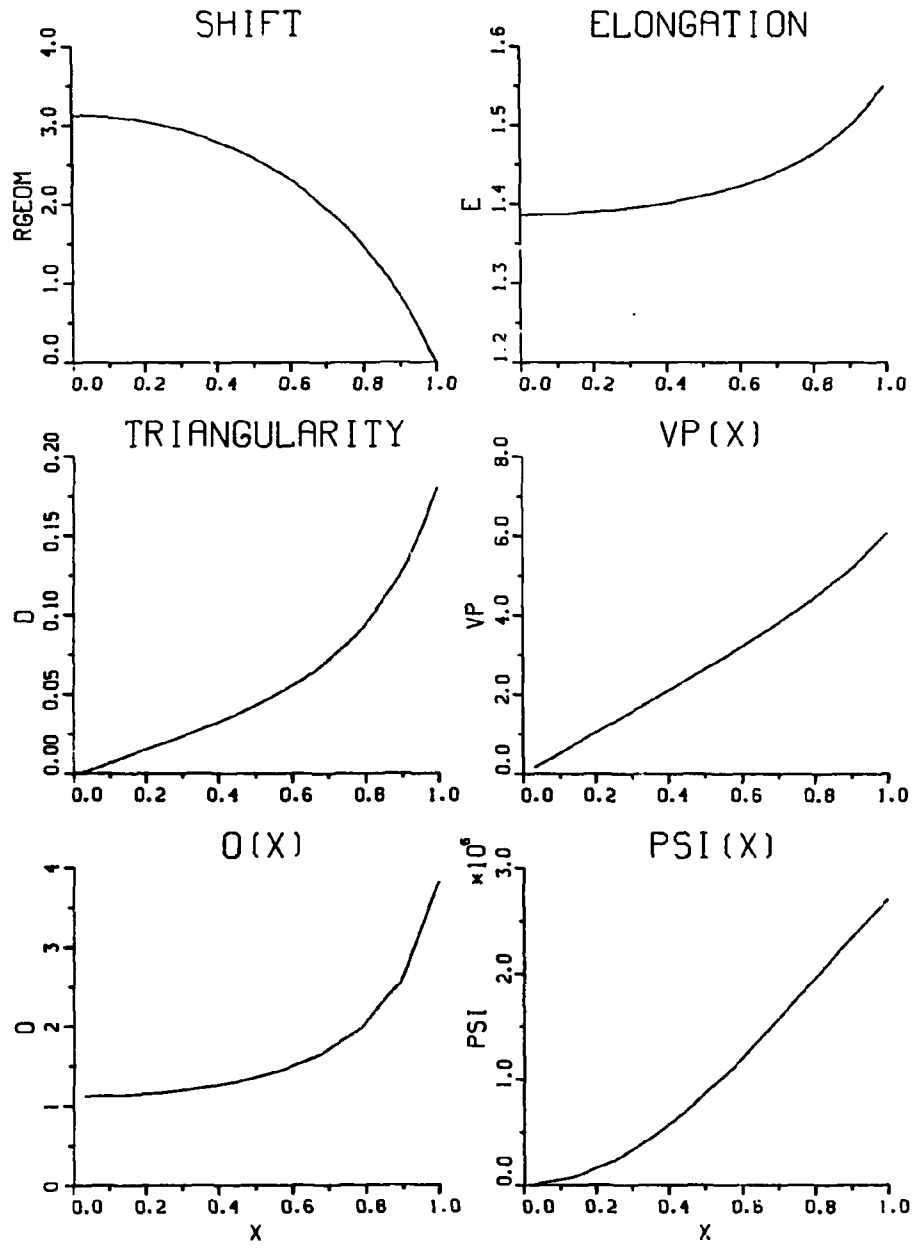 SHIFT
4.0
3.0
2.0
1.0
0.0
RGEOM
0.0 0.2 0.4 0.6 0.8 1.0
ELONGATION
1.6
1.5
1.4
1.3
1.2
E
0.0 0.2 0.4 0.6 0.8 1.0
TRIANGULARITY
0.20
0.15
0.10
0.05
0.00
D
0.0 0.2 0.4 0.6 0.8 1.0
VP(X)
8.0
6.0
4.0
2.0
0.0
VP
0.0 0.2 0.4 0.6 0.8 1.0
Q(X)
4
3
2
1
0
Q
0.0 0.2 0.4 0.6 0.8 1.0
X
PSI(X)
×10⁶
3.0
2.0
1.0
0.0
PSI
0.0 0.2 0.4 0.6 0.8 1.0
X